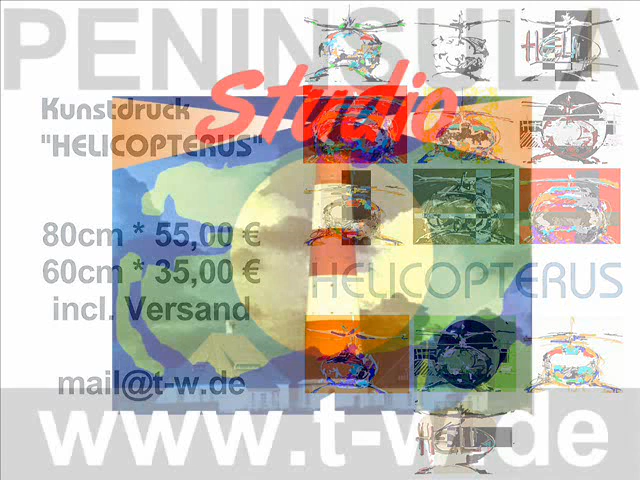 PENINSULA
Studio
Kunstdruck
"HELICOPTERUS"
80cm * 55,00 €
60cm * 35,00 €
incl. Versand
HELICOPTERUS
mail@t-w.de
www.t-w.de